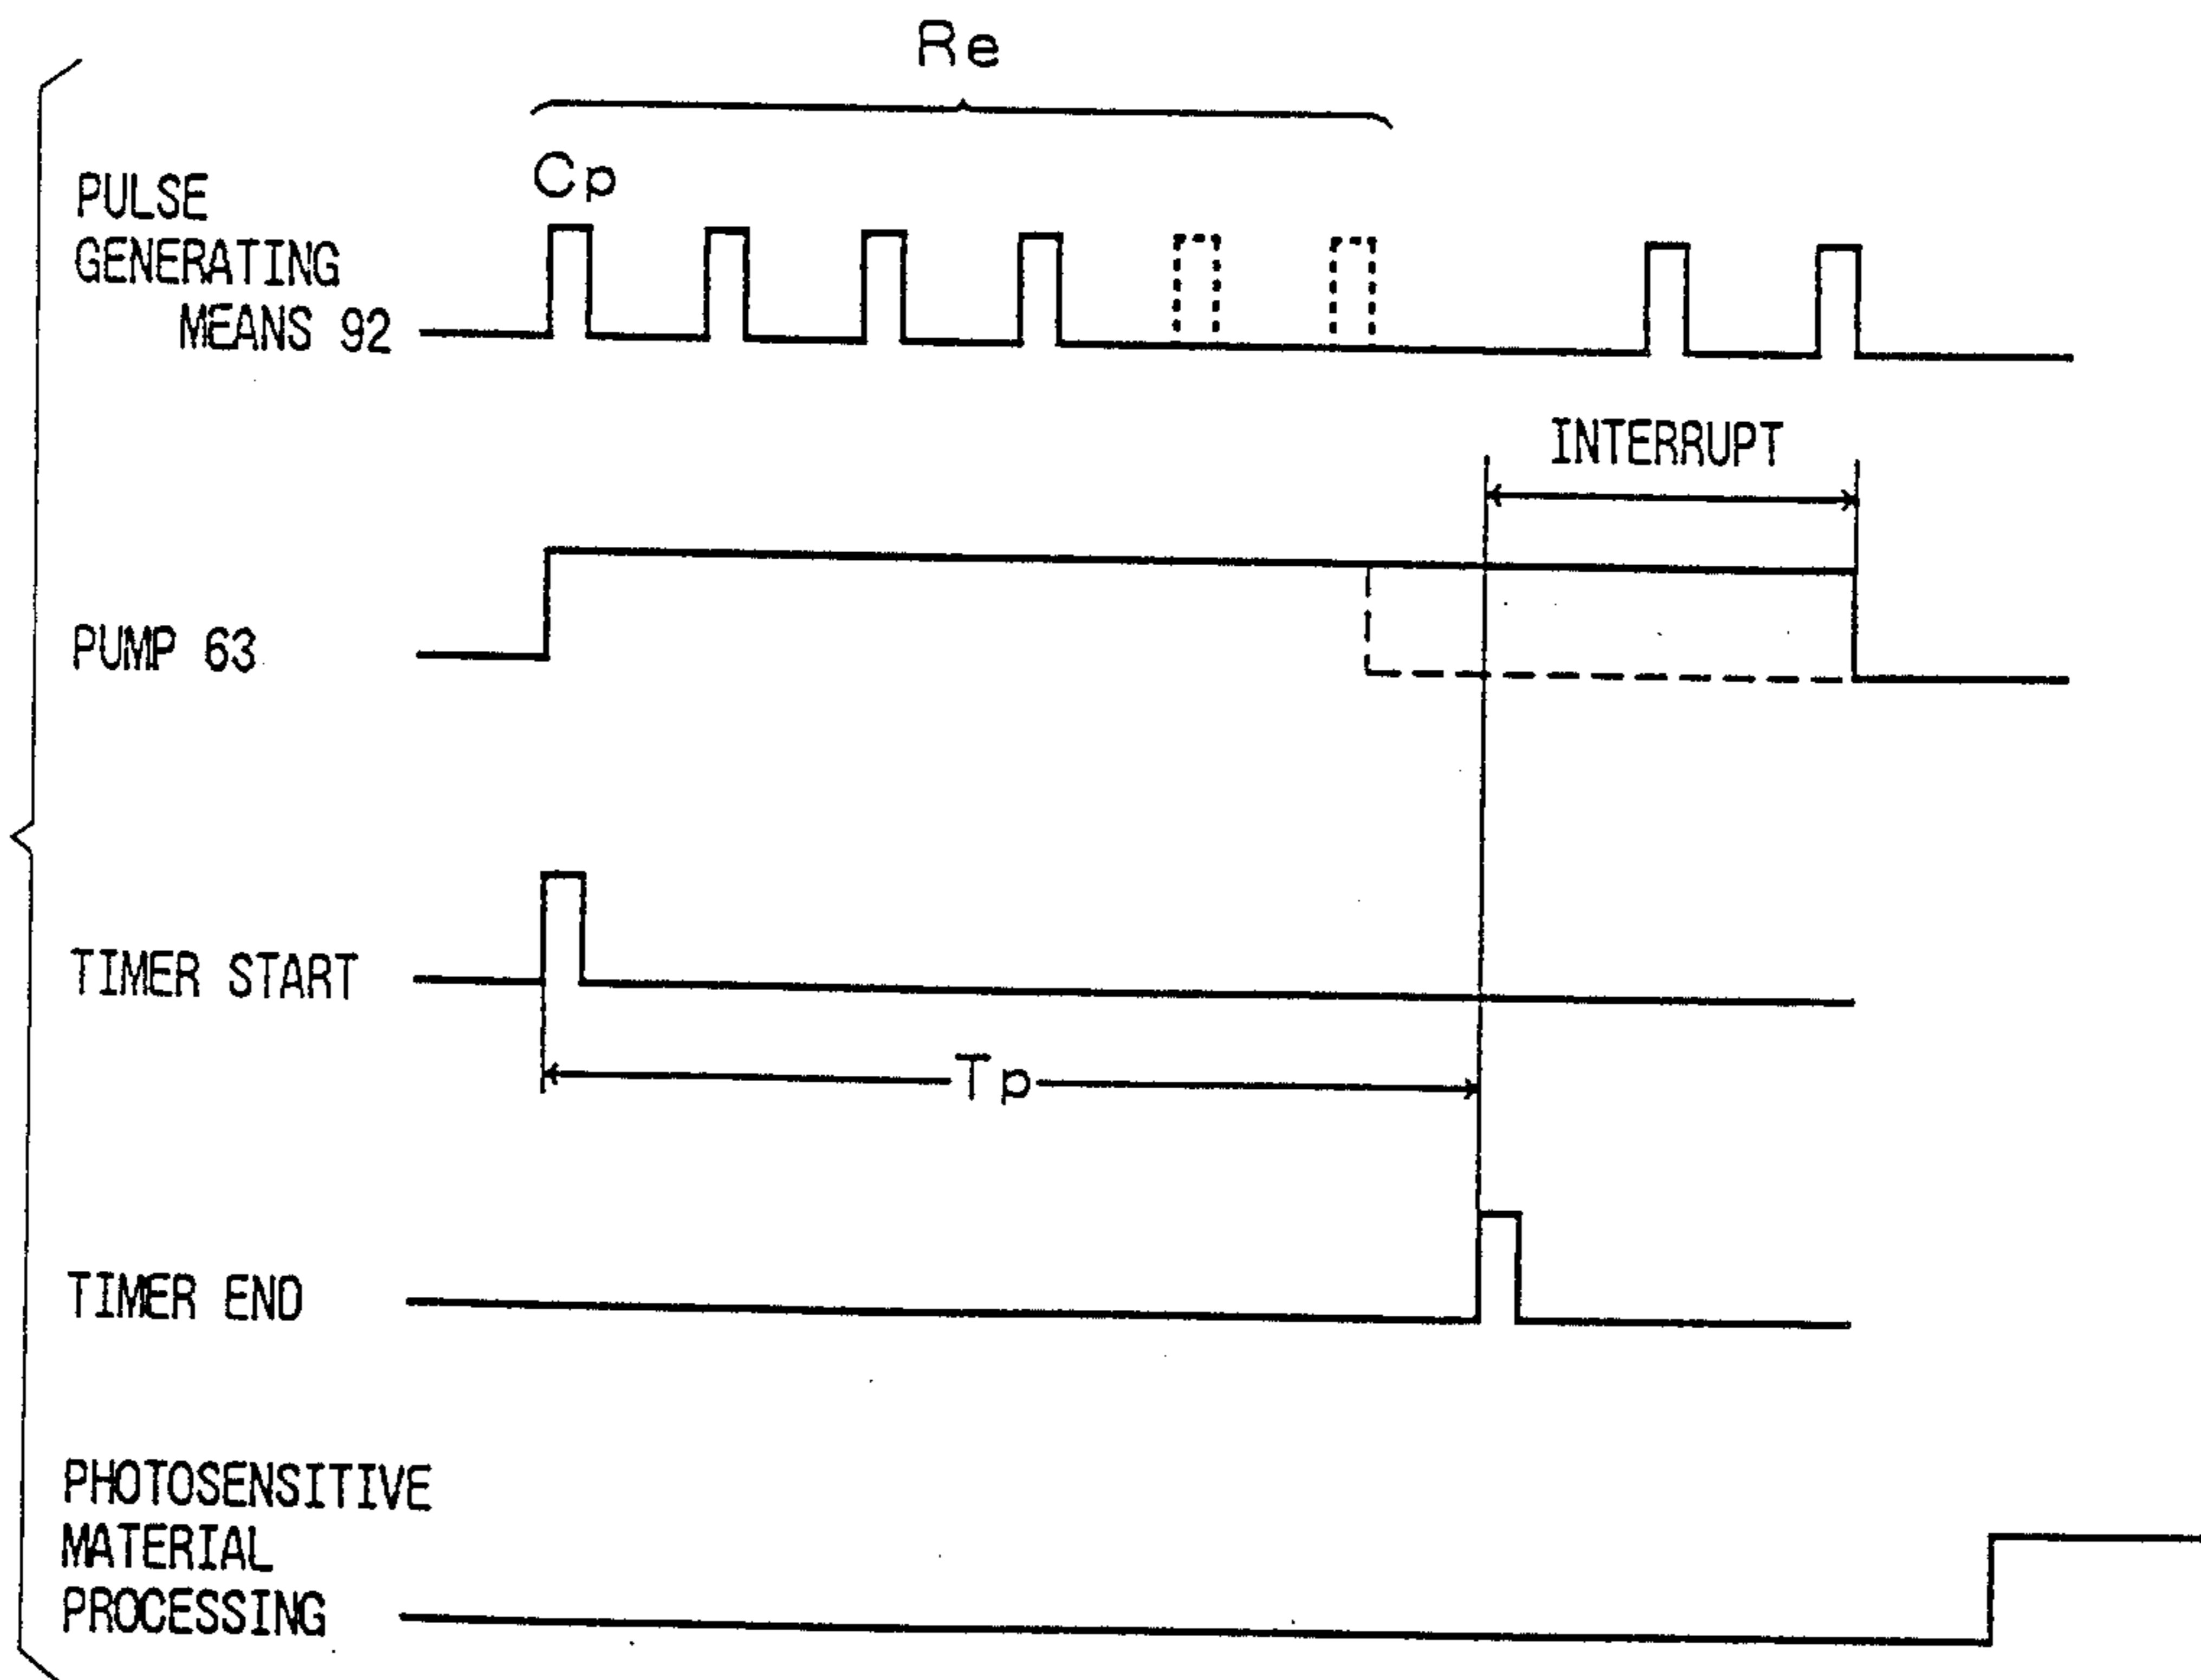 Re
Cp
PULSE
GENERATING
MEANS 92
INTERRUPT
PUMP 63
TIMER START
Tp
TIMER END
PHOTOSENSITIVE
MATERIAL
PROCESSING